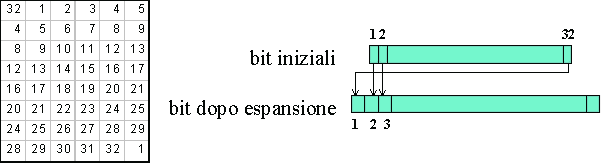 32 1 2 3 4 5
4 5 6 7 8 9
8 9 10 11 12 13
12 13 14 15 16 17
16 17 18 19 20 21
20 21 22 23 24 25
24 25 26 27 28 29
28 29 30 31 32 1
1 2 32
bit iniziali
bit dopo espansione
1 2 3